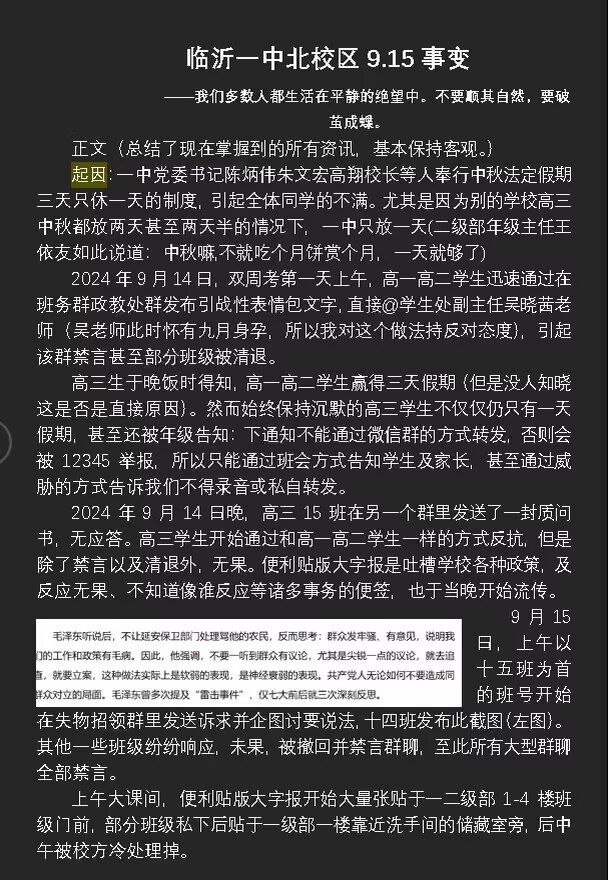 临沂一中北校区 9.15 事变
——我们多数人都生活在平静的绝望中。不要顺其自然，要破
茧成蝶。
正文（总结了现在掌握到的所有资讯，基本保持客观。）
起因：一中党委书记陈炳伟朱文宏高翔校长等人奉行中秋法定假期
三天只休一天的制度，引起全体同学的不满。尤其是因为别的学校高三
中秋都放两天甚至两天半的情况下，一中只放一天(二级部年级主任王
依友如此说道：中秋嘛,不就吃个月饼赏个月，一天就够了)
2024 年 9 月 14 日，双周考第一天上午，高一高二学生迅速通过在
班务群政教处群发布引战性表情包文字,直接@学生处副主任吴晓茜老
师（吴老师此时怀有九月身孕，所以我对这个做法持反对态度），引起
该群禁言甚至部分班级被清退。
高三生于晚饭时得知，高一高二学生赢得三天假期（但是没人知晓
这是否是直接原因）。然而始终保持沉默的高三学生不仅仅仍只有一天
假期，甚至还被年级告知：下通知不能通过微信群的方式转发，否则会
被 12345 举报，所以只能通过班会方式告知学生及家长，甚至通过威
胁的方式告诉我们不得录音或私自转发。
2024 年 9 月 14 日晚，高三 15 班在另一个群里发送了一封质问
书，无应答。高三学生开始通过和高一高二学生一样的方式反抗，但是
除了禁言以及清退外，无果。便利贴版大字报是吐槽学校各种政策，及
反应无果、不知道像谁反应等诸多事务的便签，也于当晚开始流传。
毛泽东听说后，不让延安保卫部门处理骂他的农民，反而思考：群众发牢骚、有意见，说明我
们的工作和政策有毛病。因此，他强调，不要一听到群众有议论，尤其是尖锐一点的议论，就去追
查，就要立案，这种做法实际上是软弱的表现，是神经衰弱的表现。共产党人无论如何不要造成同
群众对立的局面。毛泽东曾多次提及“雷击事件”，仅七大前后就三次深刻反思。
9 月 15
日，上午以
十五班为首
的班号开始
在失物招领群里发送诉求并企图讨要说法,十四班发布此截图(左图)。
其他一些班级纷纷响应，未果，被撤回并禁言群聊，至此所有大型群聊
全部禁言。
上午大课间，便利贴版大字报开始大量张贴于一二级部 1-4 楼班
级门前,部分班级私下后贴于一级部一楼靠近洗手间的储藏室旁，后中
午被校方冷处理掉。